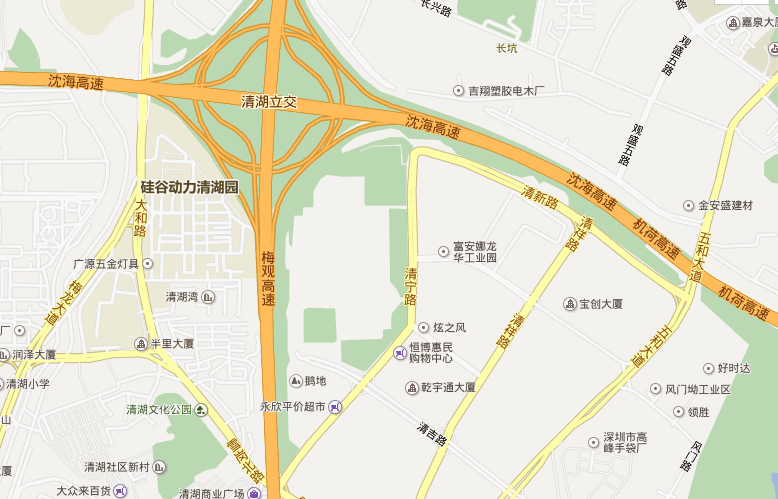 长兴路
嘉泉大厦
观盛五路
长坑
沈海高速
吉翔塑胶电木厂
清湖立交
沈海高速
观盛五路
硅谷动力清湖园
沈海高速
清新路
大和路
金安盛建材
机荷高速
清祥路
五和大道
富安娜龙
华工业园
广源五金灯具
梅观高速
清宁路
机荷高速
清湖湾
梅龙大道
宝创大厦
清祥路
炫之风
五和大道
厂
半里大厦
恒博惠民
购物中心
润泽大厦
好时达
清湖小学
鹅地
乾宇通大厦
风门坳工业区
清湖文化公园
永欣平价超市
领胜
山
清吉路
深圳市高
峰手袋厂
风门路
清湖社区新村
厦
大众来百货
清湖商业广场